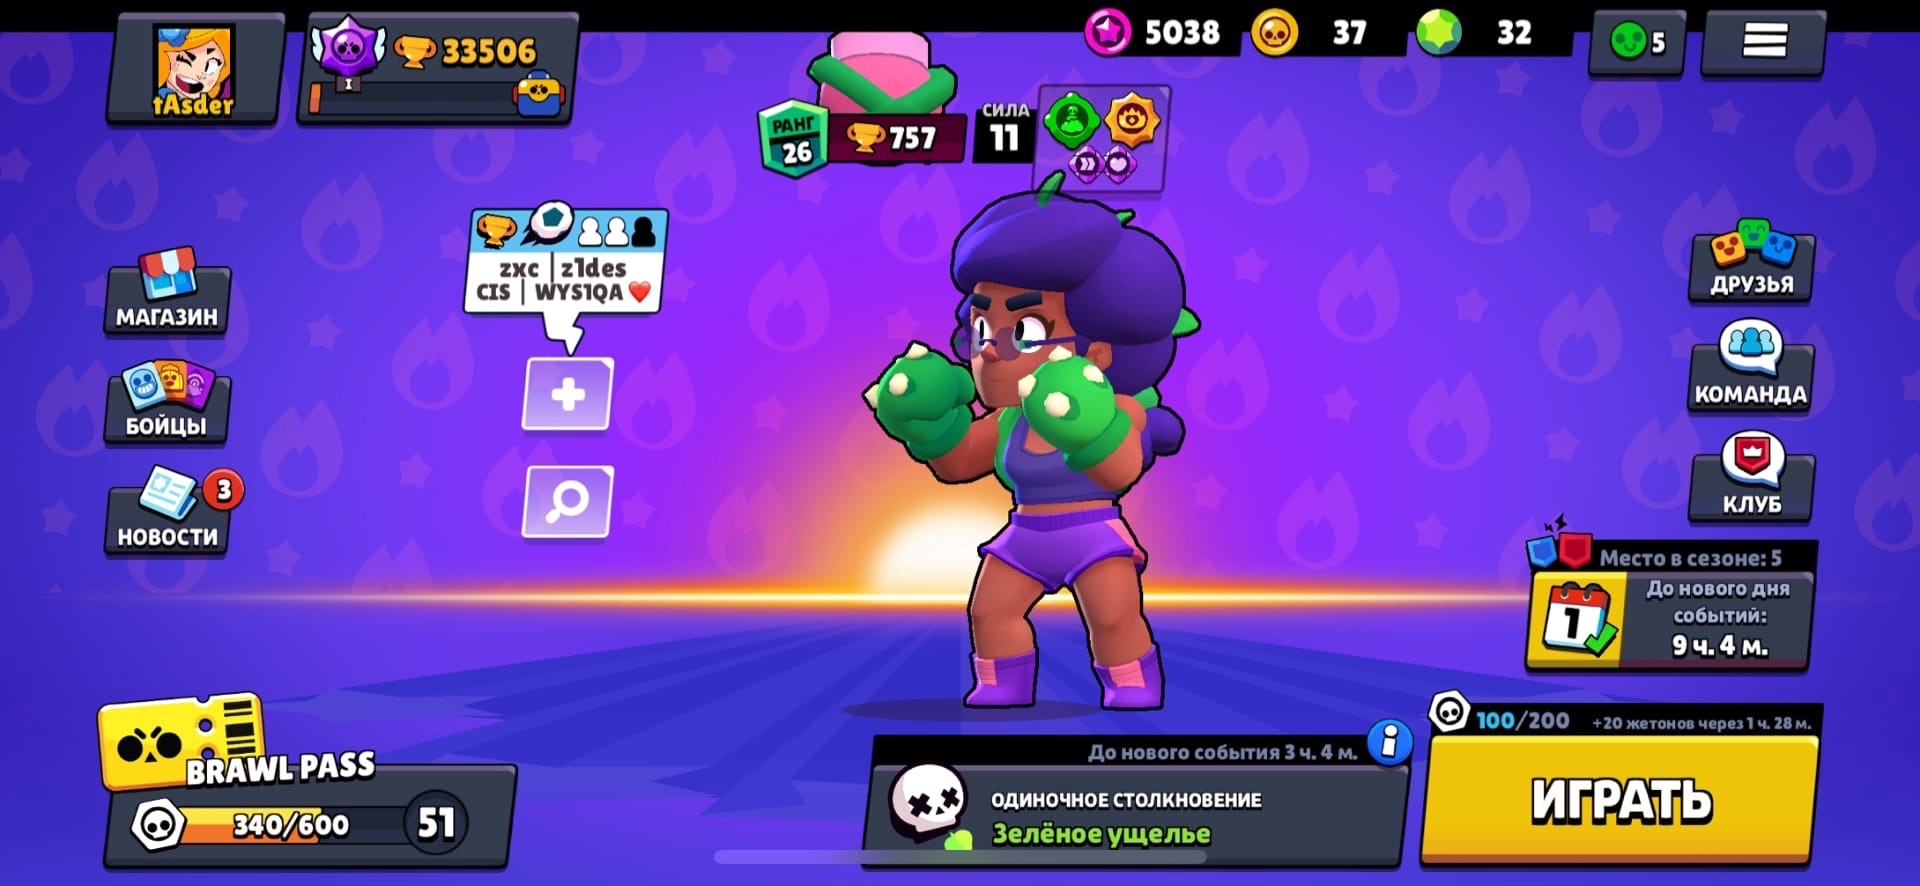 tAsder
33506
I
5038
37
32
5
РАНГ
26
757
СИЛА
11
zxc | z1des
CIS | WYS1QA ❤️
МАГАЗИН
БОЙЦЫ
3
НОВОСТИ
ДРУЗЬЯ
КОМАНДА
КЛУБ
Место в сезоне: 5
1
До нового дня
событий:
9 ч. 4 м.
BRAWL PASS
340/600
51
До нового события 3 ч. 4 м.
i
ОДИНОЧНОЕ СТОЛКНОВЕНИЕ
Зелёное ущелье
100/200
+20 жетонов через 1 ч. 28 м.
ИГРАТЬ